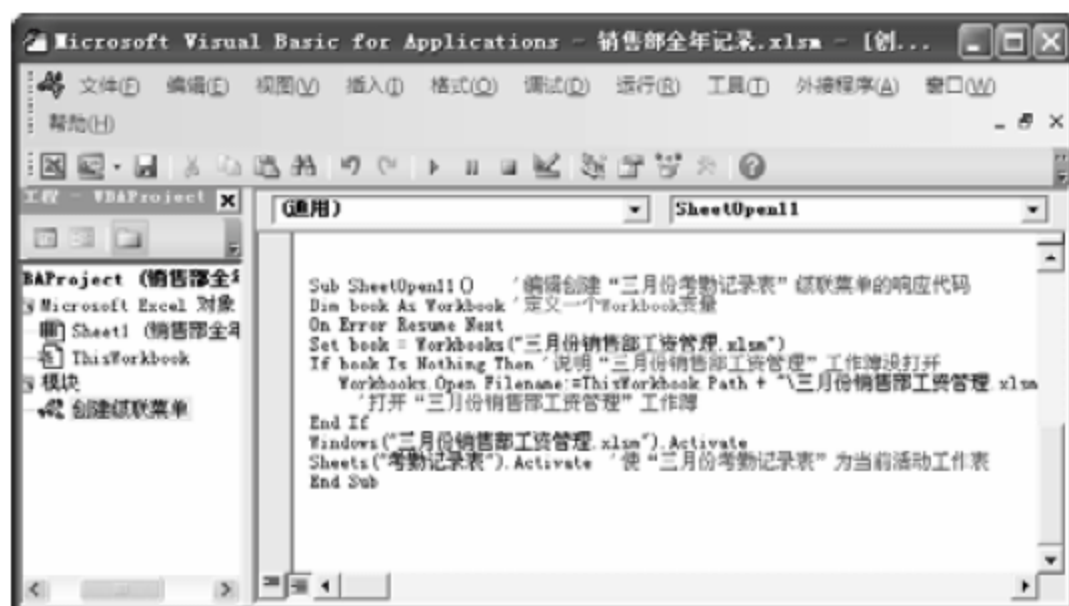 Microsoft Visual Basic for Applications - 销售部全年记录.xlsm - [创...
文件(F) 编辑(E) 视图(V) 插入(I) 格式(O) 调试(D) 运行(R) 工具(T) 外接程序(A) 窗口(W)
帮助(H)
工程 - VBAProject
(通用)
SheetOpen11
BAProject (销售部全年
Microsoft Excel 对象
Sheet1 (销售部全年
ThisWorkbook
模块
创建级联菜单
Sub SheetOpen11() '编辑创建“三月份考勤记录表”级联菜单的响应代码
Dim book As Workbook '定义一个Workbook变量
On Error Resume Next
Set book = Workbooks("三月份销售部工资管理.xlsm")
If book Is Nothing Then '说明“三月份销售部工资管理”工作簿没打开
Workbooks.Open Filename:=ThisWorkbook.Path + "\三月份销售部工资管理.xlsm
'打开“三月份销售部工资管理”工作簿
End If
Windows("三月份销售部工资管理.xlsm").Activate
Sheets("考勤记录表").Activate '使“三月份考勤记录表”为当前活动工作表
End Sub